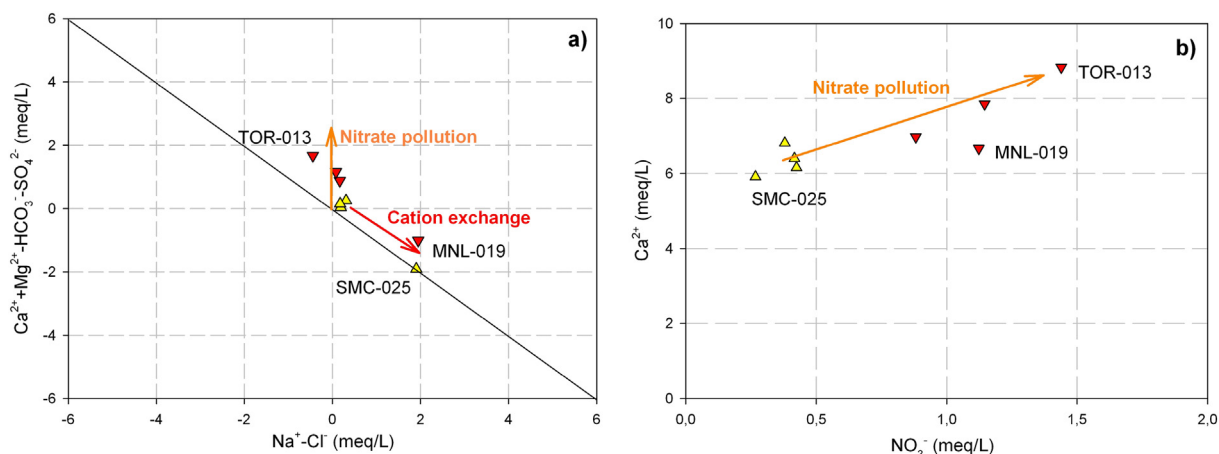 a)
Ca²⁺+Mg²⁺-HCO₃⁻-SO₄²⁻ (meq/L)
6
4
2
0
-2
-4
-6
TOR-013
Nitrate pollution
Cation exchange
MNL-019
SMC-025
-6 -4 -2 0 2 4 6
Na⁺-Cl⁻ (meq/L)
b)
Ca²⁺ (meq/L)
10
8
6
4
2
0
Nitrate pollution
TOR-013
MNL-019
SMC-025
0,0 0,5 1,0 1,5 2,0
NO₃⁻ (meq/L)